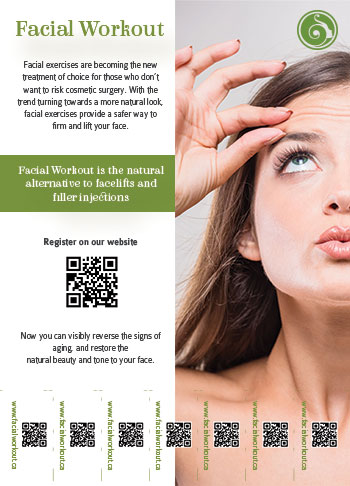 Facial Workout
Facial exercises are becoming the new
treatment of choice for those who don't
want to risk cosmetic surgery. With the
trend turning towards a more natural look,
facial exercises provide a safer way to
firm and lift your face.
Facial Workout is the natural
alternative to facelifts and
filler injections
Register on our website
Now you can visibly reverse the signs of
aging, and restore the
natural beauty and tone to your face.
www.facialworkout.ca
www.facialworkout.ca
www.facialworkout.ca
www.facialworkout.ca
www.facialworkout.ca
www.facialworkout.ca
www.facialworkout.ca